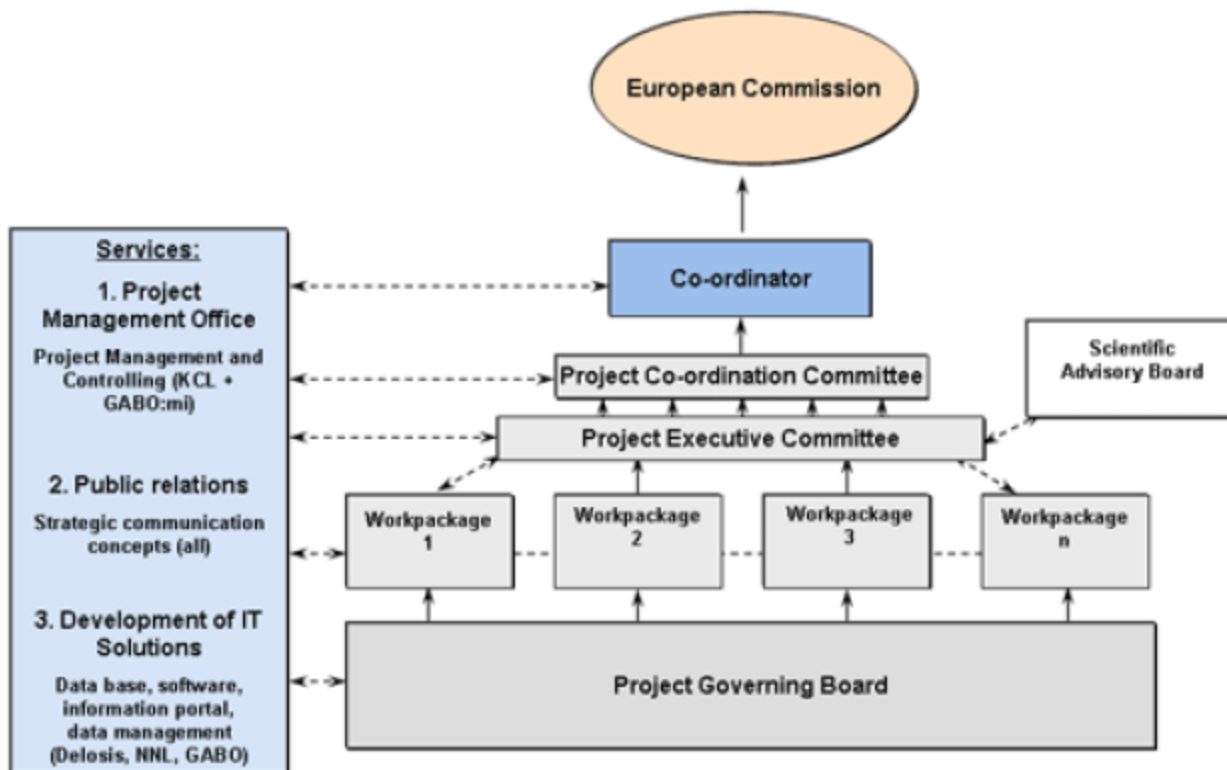 European Commission
Services:
1. Project
Management Office
Project Management and
Controlling (KCL +
GABO:mi)
2. Public relations
Strategic communication
concepts (all)
3. Development of IT
Solutions
Data base, software,
information portal,
data management
(Delosis, NNL, GABO)
Co-ordinator
Project Co-ordination Committee
Scientific
Advisory Board
Project Executive Committee
Workpackage
1
Workpackage
2
Workpackage
3
Workpackage
n
Project Governing Board